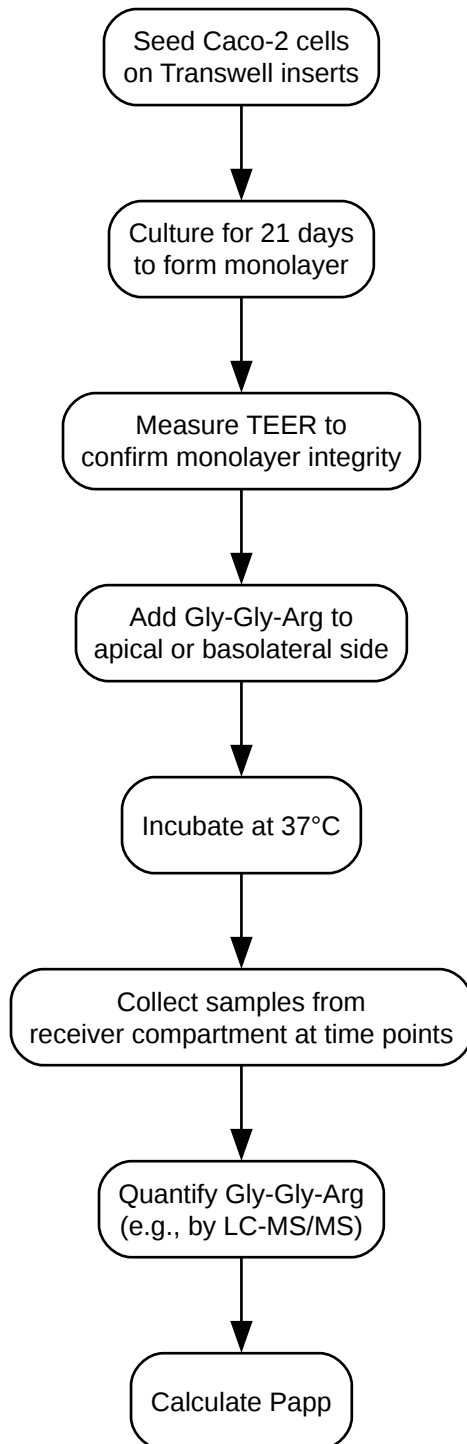 Seed Caco-2 cells
on Transwell inserts
Culture for 21 days
to form monolayer
Measure TEER to
confirm monolayer integrity
Add Gly-Gly-Arg to
apical or basolateral side
Incubate at 37°C
Collect samples from
receiver compartment at time points
Quantify Gly-Gly-Arg
(e.g., by LC-MS/MS)
Calculate Papp